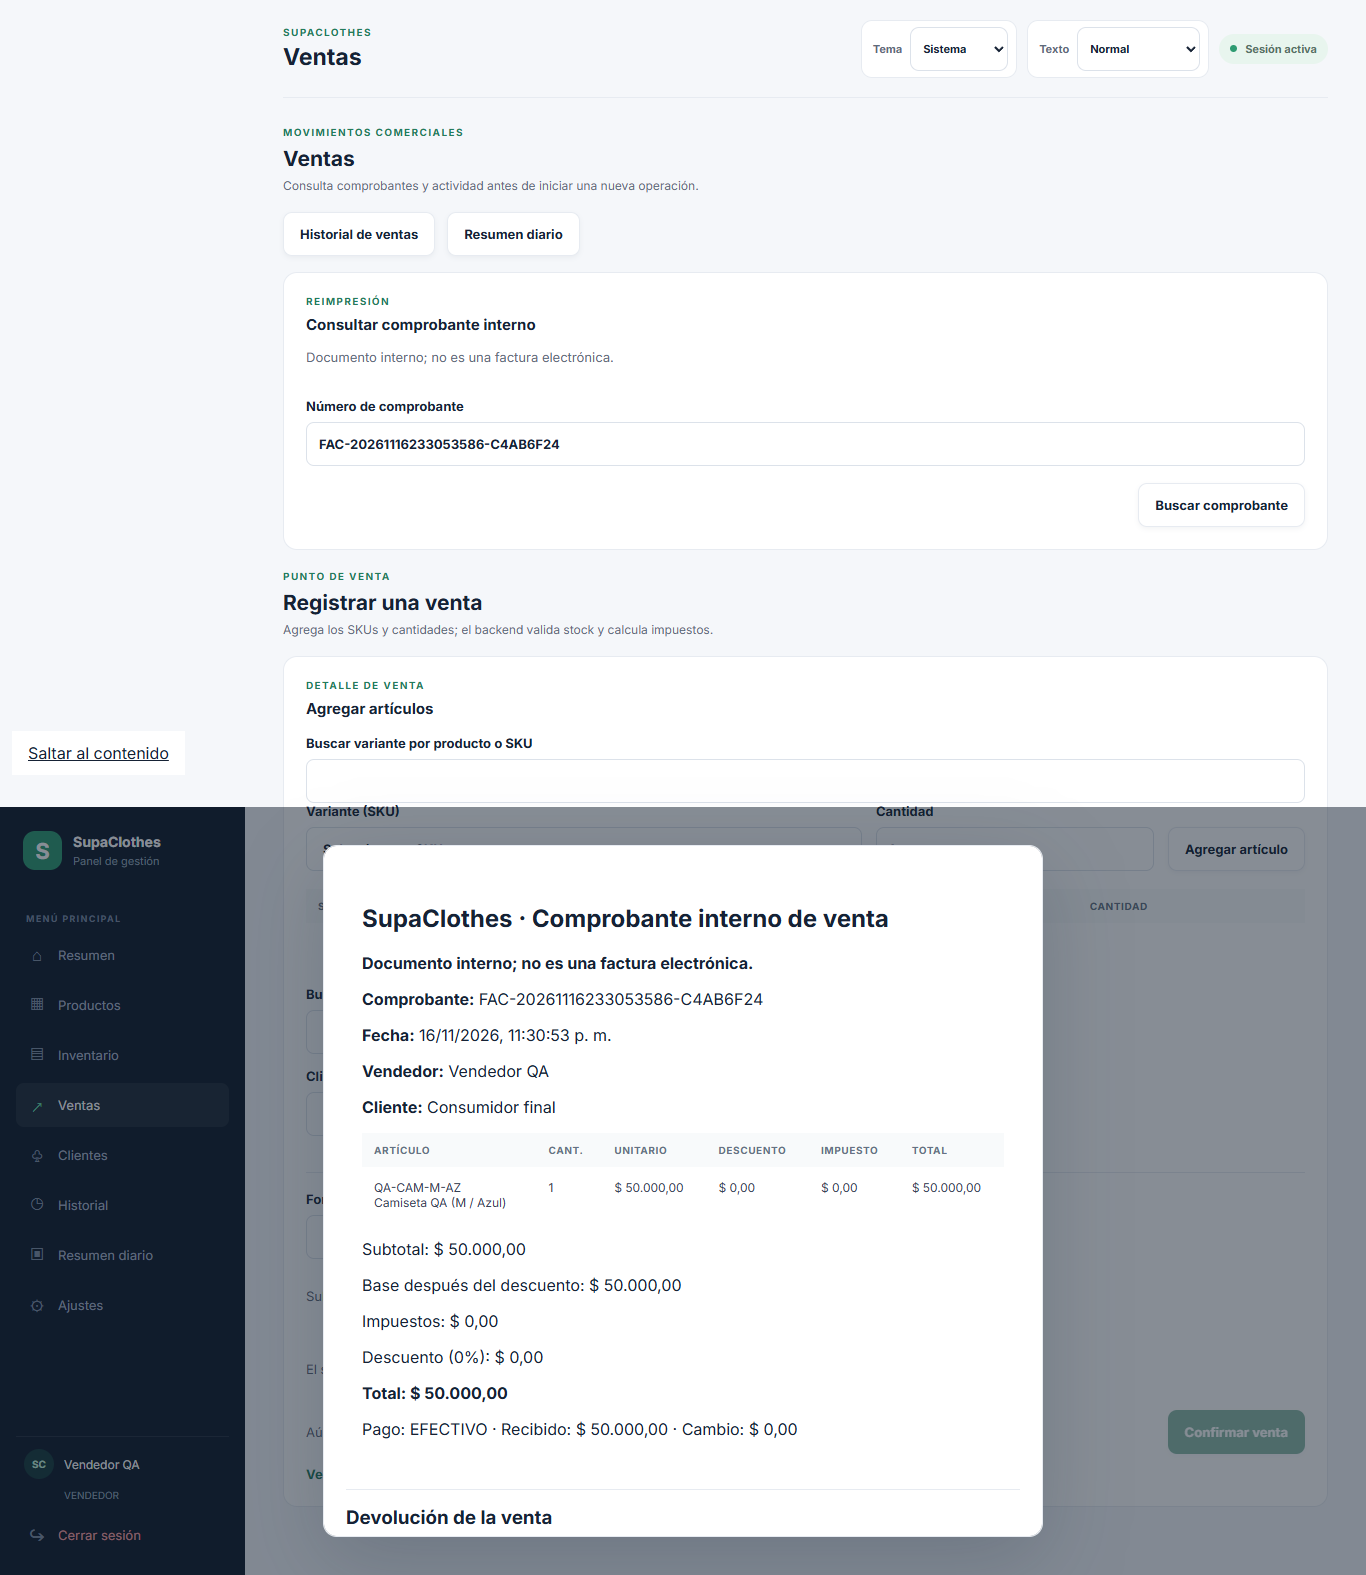 SUPACLOTHES
Ventas
Tema
Sistema
Texto
Normal
Sesión activa
MOVIMIENTOS COMERCIALES
Ventas
Consulta comprobantes y actividad antes de iniciar una nueva operación.
Historial de ventas
Resumen diario
REIMPRESIÓN
Consultar comprobante interno
Documento interno; no es una factura electrónica.
Número de comprobante
FAC-20261116233053586-C4AB6F24
Buscar comprobante
PUNTO DE VENTA
Registrar una venta
Agrega los SKUs y cantidades; el backend valida stock y calcula impuestos.
DETALLE DE VENTA
Agregar artículos
Buscar variante por producto o SKU
Saltar al contenido
Variante (SKU)
Cantidad
Agregar artículo
CANTIDAD
Confirmar venta
S
SupaClothes
Panel de gestión
MENÚ PRINCIPAL
Resumen
Productos
Inventario
Ventas
Clientes
Historial
Resumen diario
Ajustes
SC
Vendedor QA
VENDEDOR
Cerrar sesión
SupaClothes · Comprobante interno de venta
Documento interno; no es una factura electrónica.
Comprobante: FAC-20261116233053586-C4AB6F24
Fecha: 16/11/2026, 11:30:53 p. m.
Vendedor: Vendedor QA
Cliente: Consumidor final
ARTÍCULO CANT. UNITARIO DESCUENTO IMPUESTO TOTAL
QA-CAM-M-AZ 1 $ 50.000,00 $ 0,00 $ 0,00 $ 50.000,00
Camiseta QA (M / Azul)
Subtotal: $ 50.000,00
Base después del descuento: $ 50.000,00
Impuestos: $ 0,00
Descuento (0%): $ 0,00
Total: $ 50.000,00
Pago: EFECTIVO · Recibido: $ 50.000,00 · Cambio: $ 0,00
Devolución de la venta